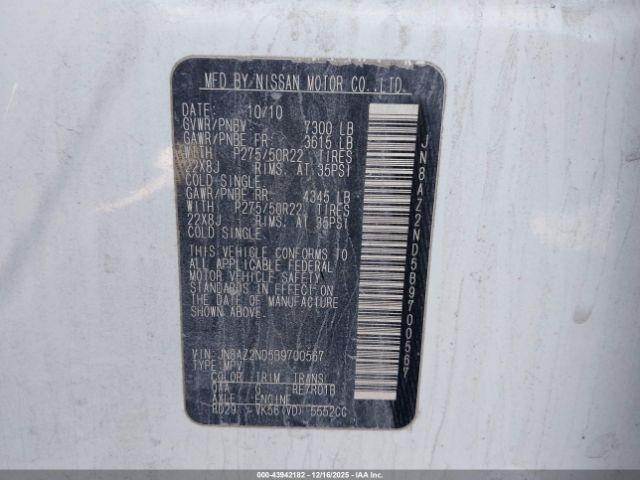 MFD BY NISSAN MOTOR CO.,LTD.
DATE: 10/10
GVWR/PNBV 7300 LB
GAWR/PNBE FR 3615 LB
WITH P275/50R22 TIRES
22X8J RIMS, AT 35PSI
COLD SINGLE
GAWR/PNBE RR 4345 LB
WITH P275/50R22 TIRES
22X8J RIMS, AT 35PSI
COLD SINGLE
THIS VEHICLE CONFORMS TO
ALL APPLICABLE FEDERAL
MOTOR VEHICLE SAFETY
STANDARDS IN EFFECTION
THE DATE OF MANUFACTURE
SHOWN ABOVE.
VIN: JN8AZ2ND5B9700567
TYPE: MPV
COLOR TRIM TRANS
QAA G RE7R01B
AXLE ENGINE
RD29 VK56(VD) 5552CC
JN8AZ2ND5B9700567
000-43942182 - 12/16/2025 - IAAI.COM